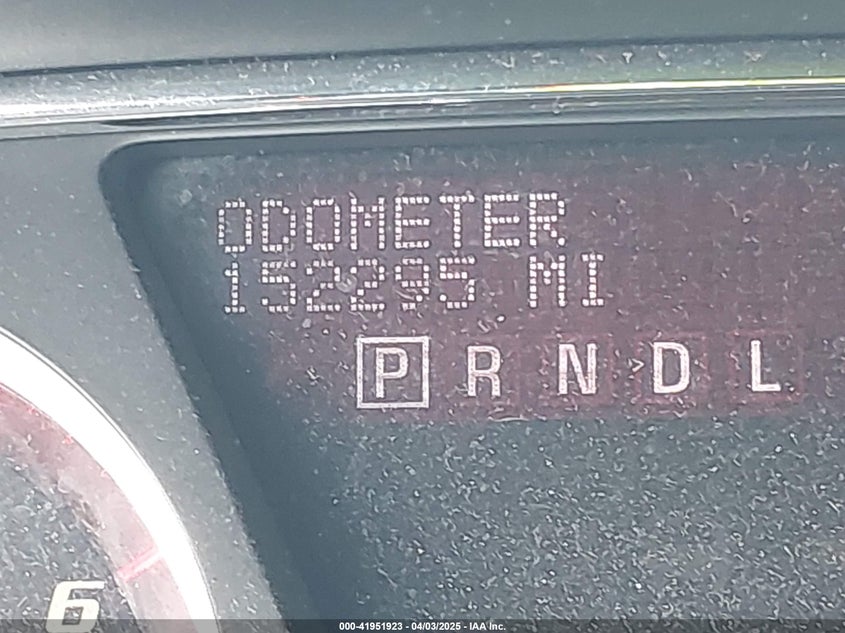 ODOMETER
152295 MI
P R N D L
6
000-41951923 - 04/03/2025 - IAA Inc.